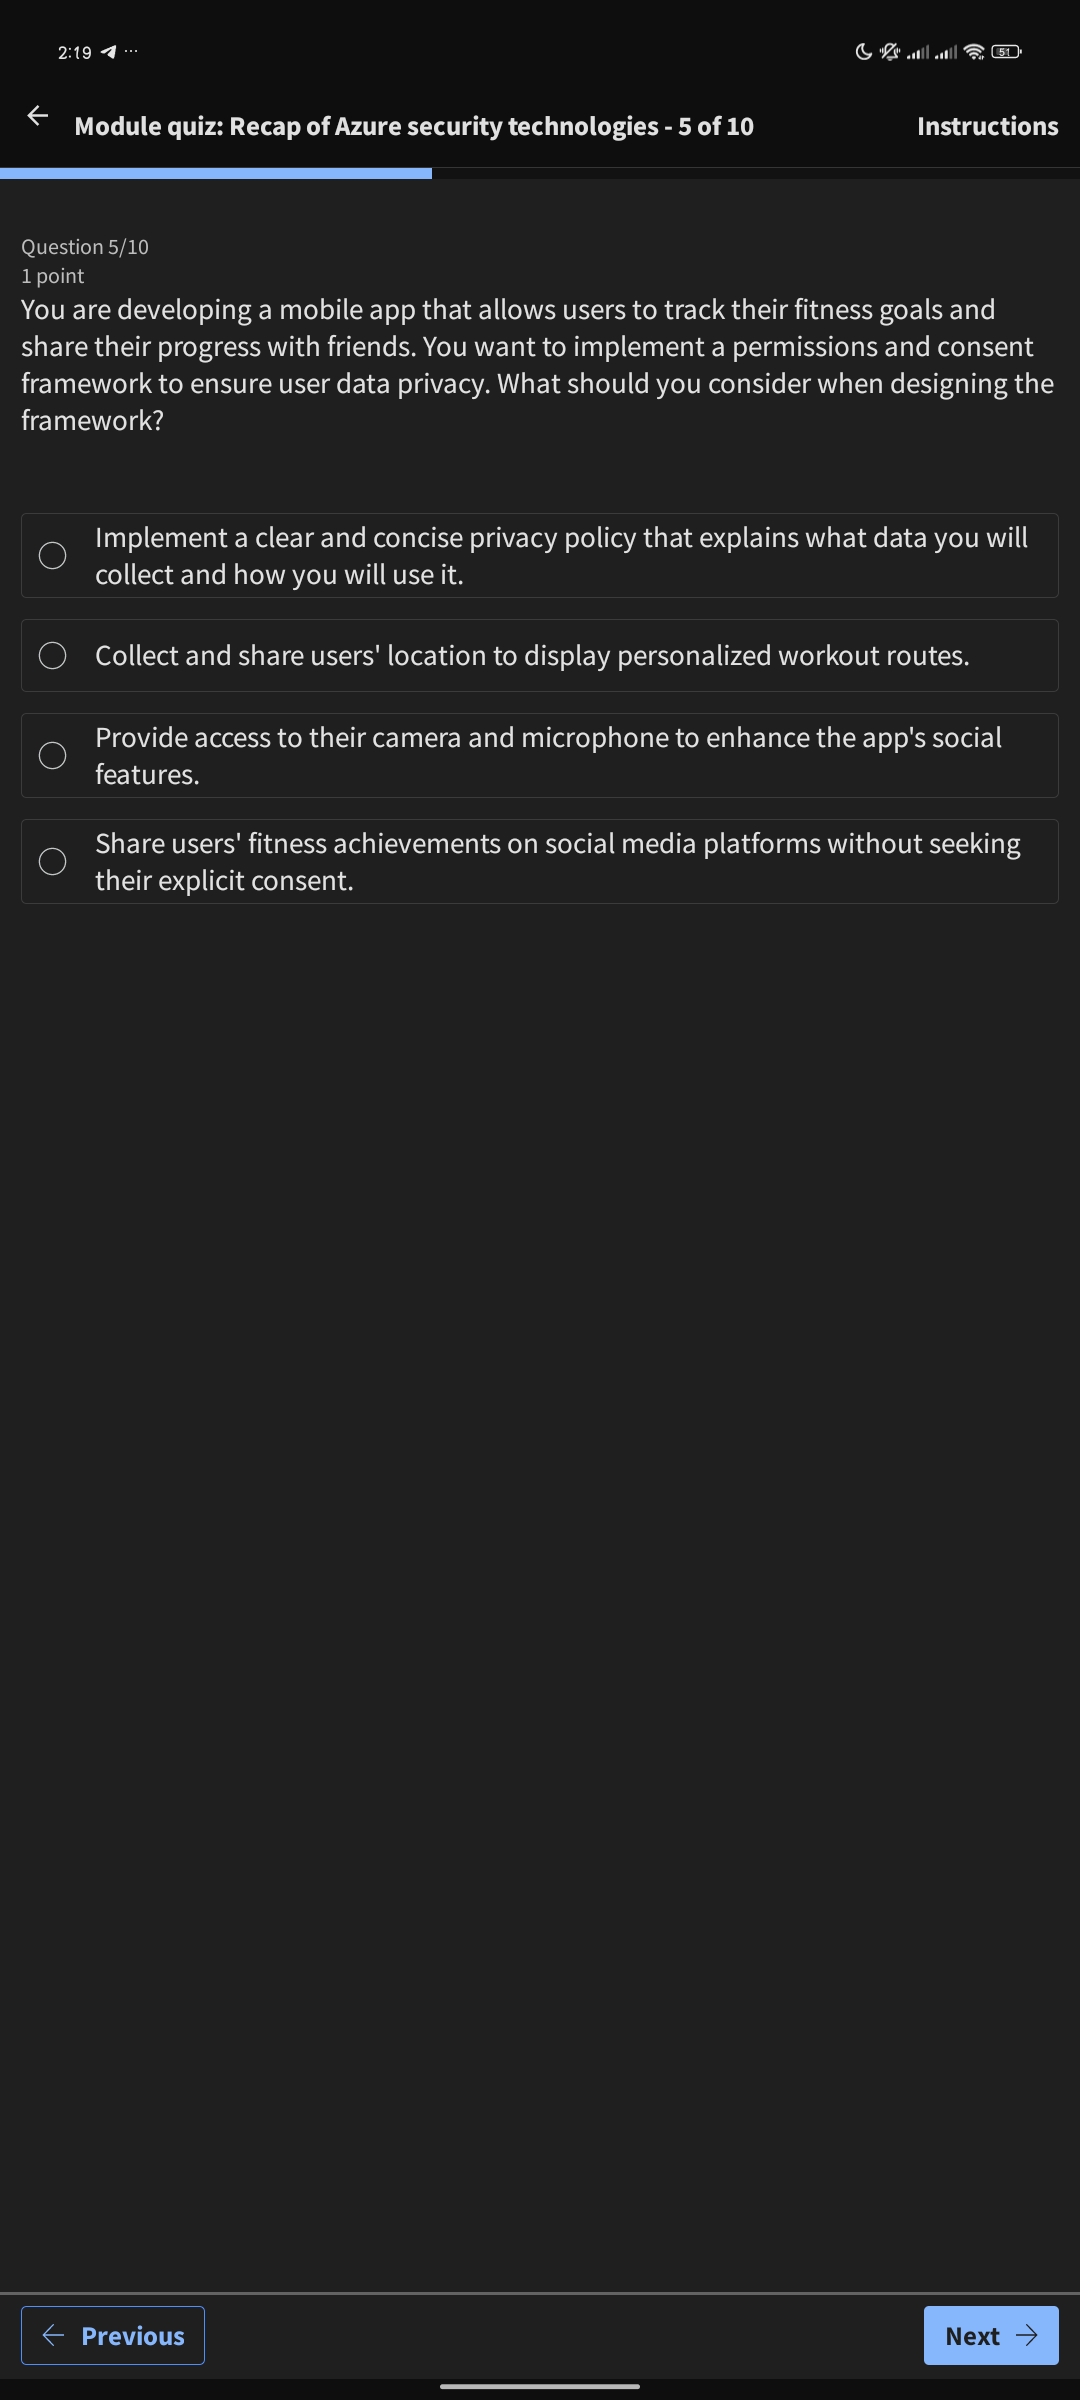 2:19
51
Module quiz: Recap of Azure security technologies - 5 of 10
Instructions
Question 5/10
1 point
You are developing a mobile app that allows users to track their fitness goals and
share their progress with friends. You want to implement a permissions and consent
framework to ensure user data privacy. What should you consider when designing the
framework?
Implement a clear and concise privacy policy that explains what data you will
collect and how you will use it.
Collect and share users' location to display personalized workout routes.
Provide access to their camera and microphone to enhance the app's social
features.
Share users' fitness achievements on social media platforms without seeking
their explicit consent.
Previous
Next